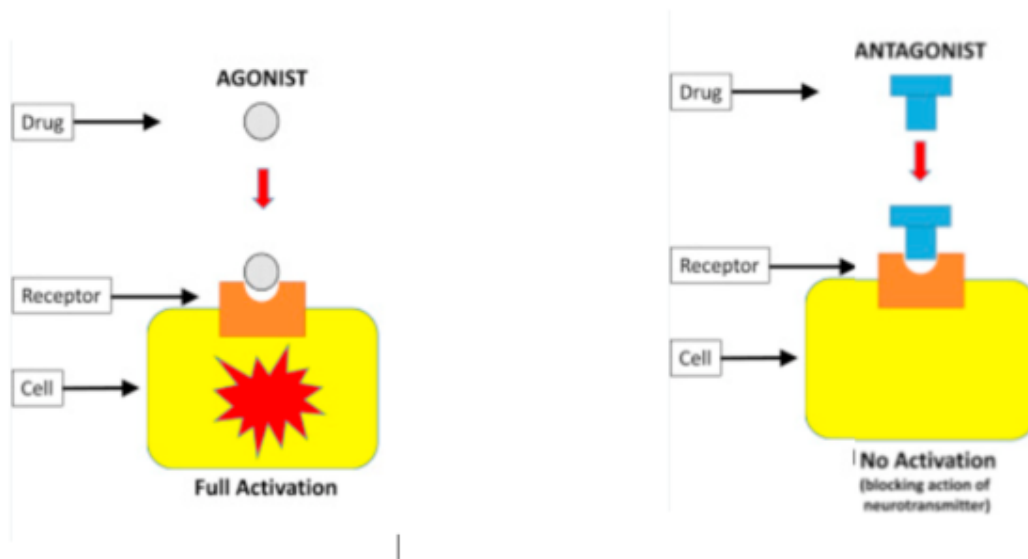 AGONIST
Drug
Receptor
Cell
Full Activation
ANTAGONIST
Drug
Receptor
Cell
No Activation
(blocking action of
neurotransmitter)